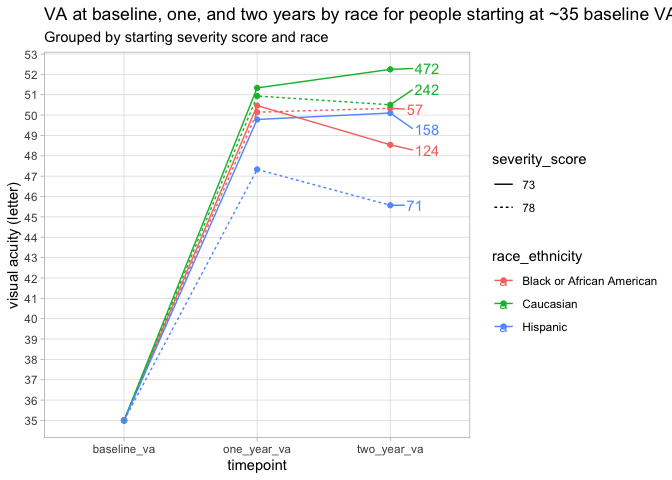 VA at baseline, one, and two years by race for people starting at ~35 baseline VA
Grouped by starting severity score and race
53
52
51
50
49
48
47
46
45
44
43
42
41
40
39
38
37
36
35
visual acuity (letter)
472
242
57
158
124
71
baseline_va
one_year_va
two_year_va
timepoint
severity_score
73
78
race_ethnicity
a Black or African American
a Caucasian
a Hispanic